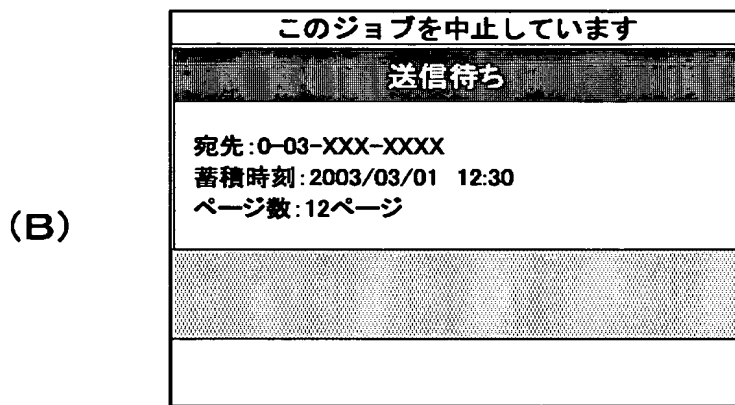 このジョブを中止しています
送信待ち
宛先:0-03-XXX-XXXX
蓄積時刻:2003/03/01 12:30
ページ数:12ページ
(B)